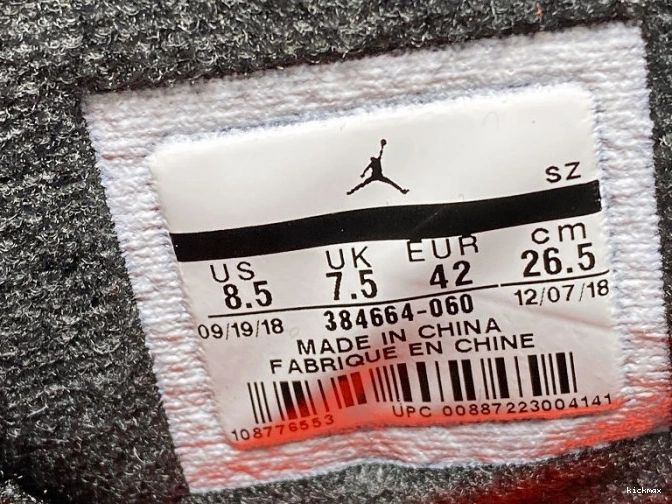 SZ
US UK EUR cm
8.5 7.5 42 26.5
09/19/18 384664-060 12/07/18
MADE IN CHINA
FABRIQUE EN CHINE
108776553 UPC 00887223004141
kickmax